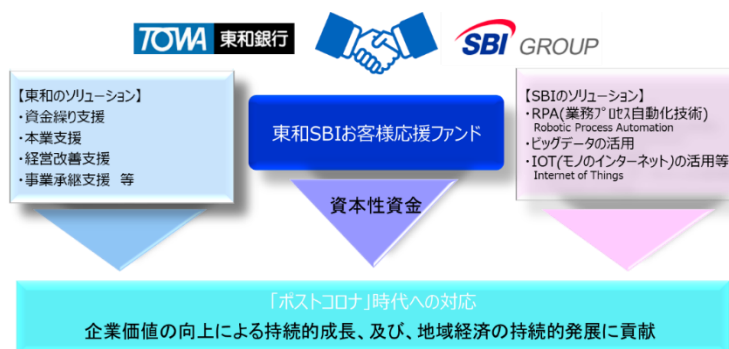 TOWA 東和銀行
SBI GROUP
【東和のソリューション】
・資金繰り支援
・本業支援
・経営改善支援
・事業承継支援 等
東和SBIお客様応援ファンド
資本性資金
【SBIのソリューション】
・RPA(業務プロセス自動化技術)
Robotic Process Automation
・ビッグデータの活用
・IOT(モノのインターネット)の活用等
Internet of Things
「ポストコロナ」時代への対応
企業価値の向上による持続的成長、及び、地域経済の持続的発展に貢献